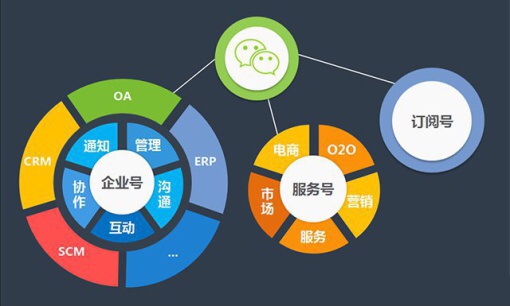 OA
CRM
ERP
SCM
...
通知
管理
协作
沟通
互动
企业号
电商
O2O
市场
营销
服务
服务号
订阅号